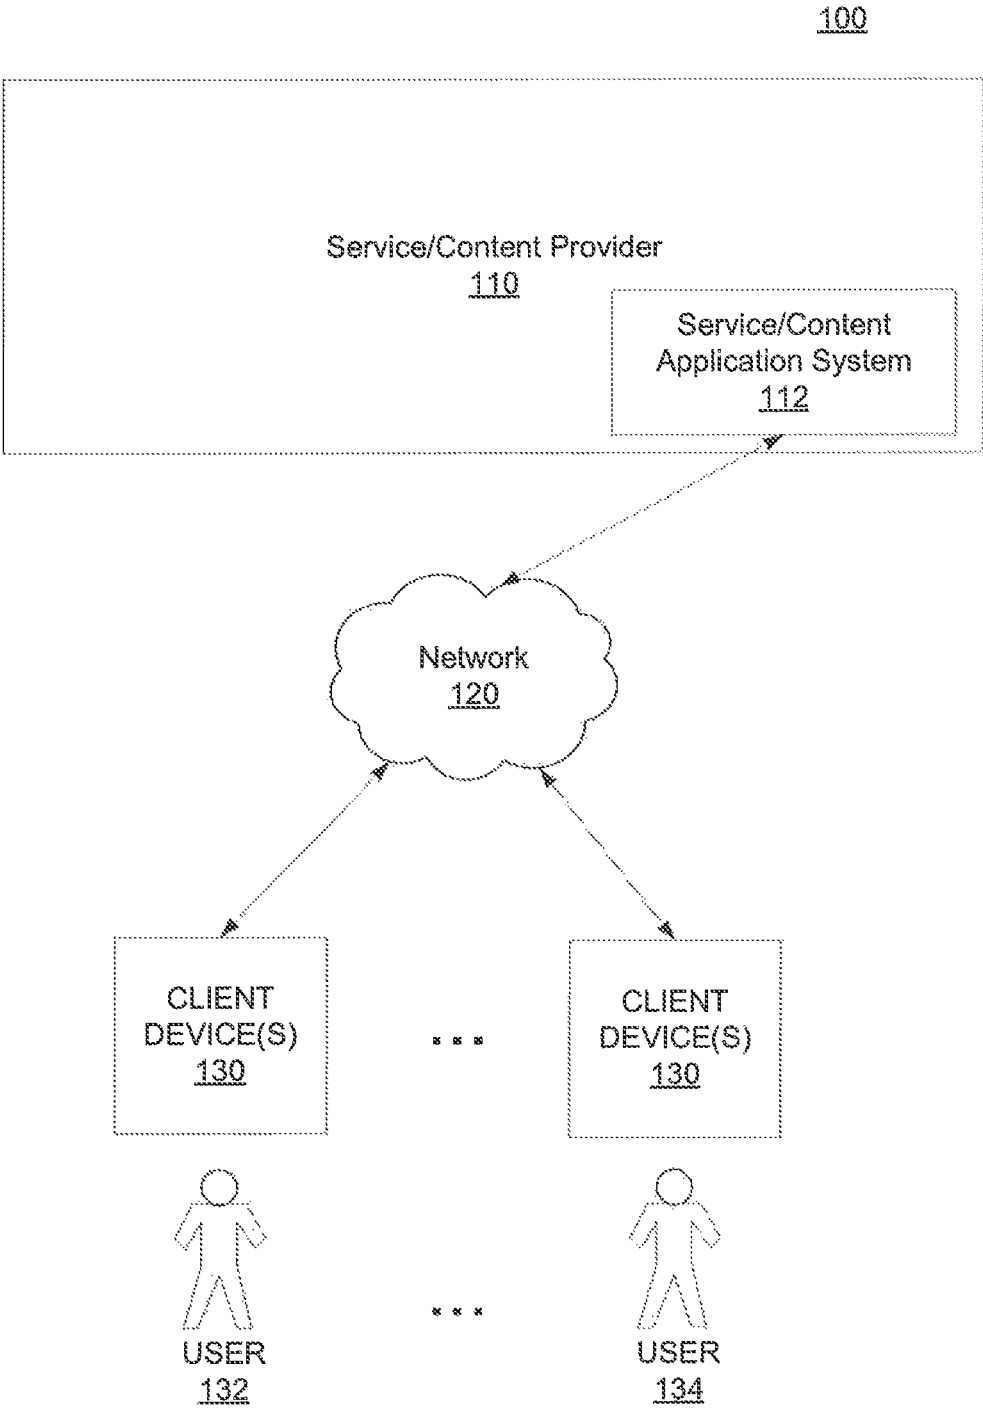 100
Service/Content Provider
110
Service/Content
Application System
112
Network
120
CLIENT
DEVICE(S)
130
...
CLIENT
DEVICE(S)
130
USER
132
...
USER
134